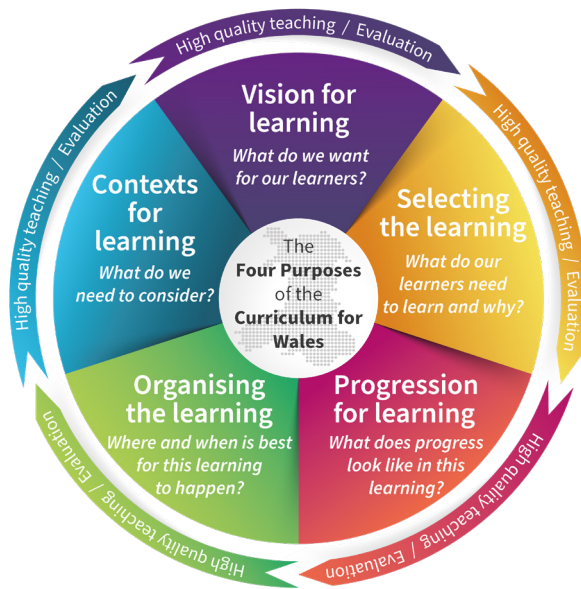 High quality teaching / Evaluation
Vision for
learning
What do we want
for our learners?
High quality teaching / Evaluation
Selecting
the learning
What do our
learners need
to learn and why?
High quality teaching / Evaluation
Progression
for learning
What does progress
look like in this
learning?
High quality teaching / Evaluation
Organising
the learning
Where and when is best
for this learning
to happen?
High quality teaching / Evaluation
Contexts
for
learning
What do we
need to consider?
The
Four Purposes
of the
Curriculum for
Wales